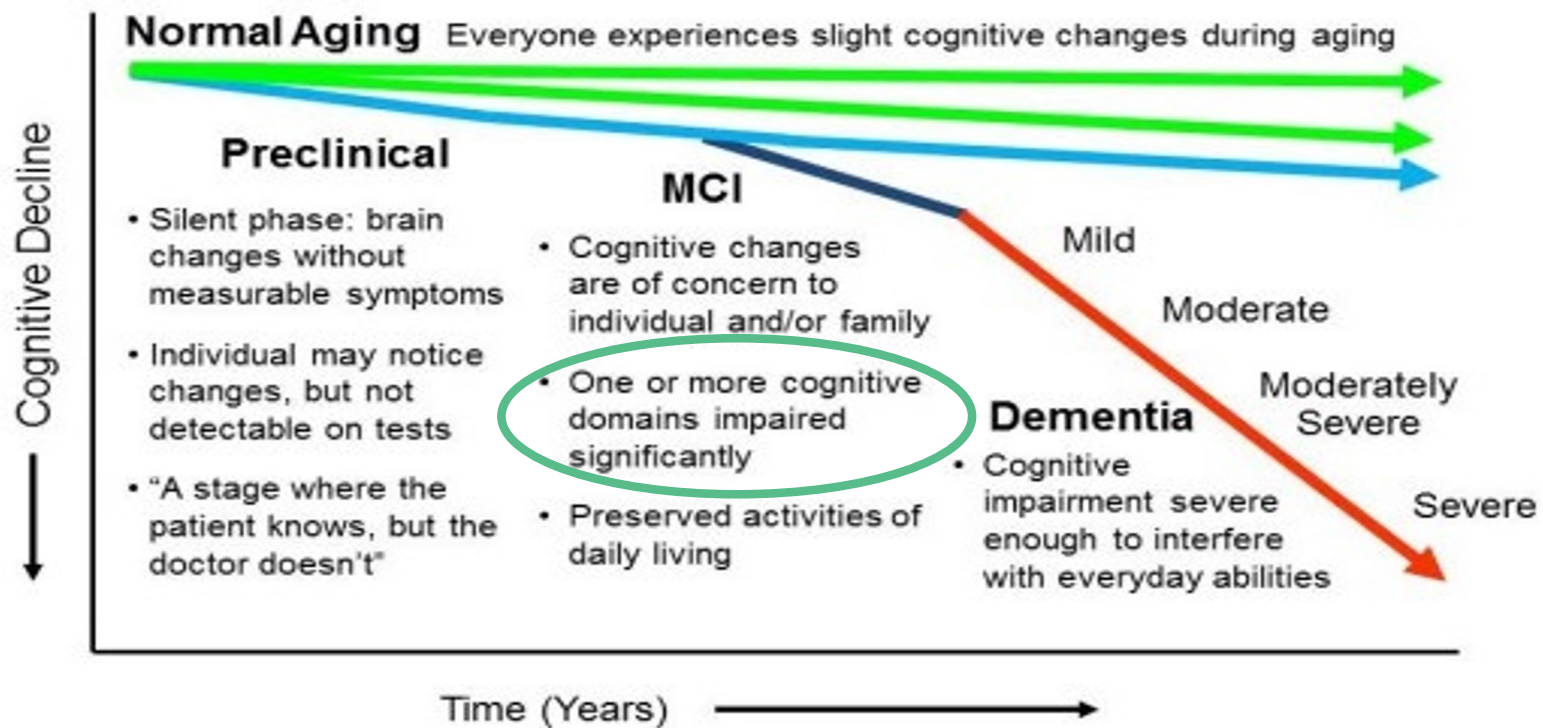 Normal Aging Everyone experiences slight cognitive changes during aging
Cognitive Decline
Preclinical
• Silent phase: brain
changes without
measurable symptoms
• Individual may notice
changes, but not
detectable on tests
• “A stage where the
patient knows, but the
doctor doesn’t”
MCI
• Cognitive changes
are of concern to
individual and/or family
• One or more cognitive
domains impaired
significantly
• Preserved activities of
daily living
Mild
Moderate
Moderately
Severe
Severe
Dementia
• Cognitive
impairment severe
enough to interfere
with everyday abilities
Time (Years)